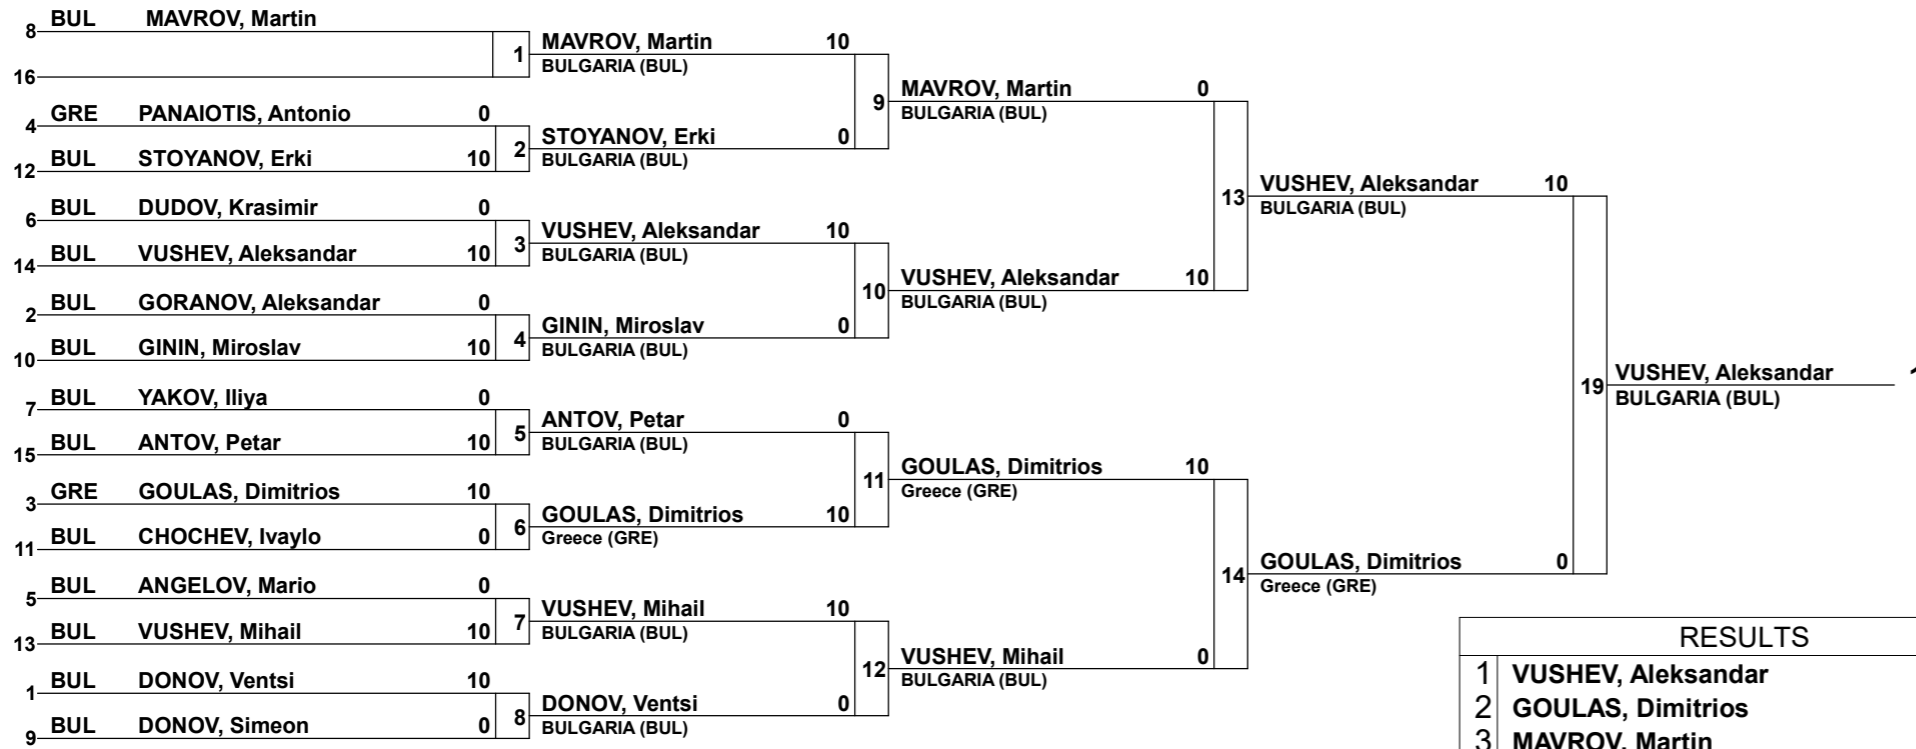 8 BUL MAVROV, Martin
16
1 MAVROV, Martin 10
BULGARIA (BUL)
4 GRE PANAIOTIS, Antonio 0
12 BUL STOYANOV, Erki 10
2 STOYANOV, Erki 0
BULGARIA (BUL)
9 MAVROV, Martin 0
BULGARIA (BUL)
6 BUL DUDOV, Krasimir 0
14 BUL VUSHEV, Aleksandar 10
3 VUSHEV, Aleksandar 10
BULGARIA (BUL)
2 BUL GORANOV, Aleksandar 0
10 BUL GININ, Miroslav 10
4 GININ, Miroslav 0
BULGARIA (BUL)
10 VUSHEV, Aleksandar 10
BULGARIA (BUL)
13 VUSHEV, Aleksandar 10
BULGARIA (BUL)
7 BUL YAKOV, Iliya 0
15 BUL ANTOV, Petar 10
5 ANTOV, Petar 0
BULGARIA (BUL)
3 GRE GOULAS, Dimitrios 10
11 BUL CHOCHEV, Ivaylo 0
6 GOULAS, Dimitrios 10
Greece (GRE)
11 GOULAS, Dimitrios 10
Greece (GRE)
5 BUL ANGELOV, Mario 0
13 BUL VUSHEV, Mihail 10
7 VUSHEV, Mihail 10
BULGARIA (BUL)
1 BUL DONOV, Ventsi 10
9 BUL DONOV, Simeon 0
8 DONOV, Ventsi 0
BULGARIA (BUL)
12 VUSHEV, Mihail 0
BULGARIA (BUL)
14 GOULAS, Dimitrios 0
Greece (GRE)
19 VUSHEV, Aleksandar
BULGARIA (BUL)
RESULTS
1 VUSHEV, Aleksandar
2 GOULAS, Dimitrios
3 MAVROV, Martin